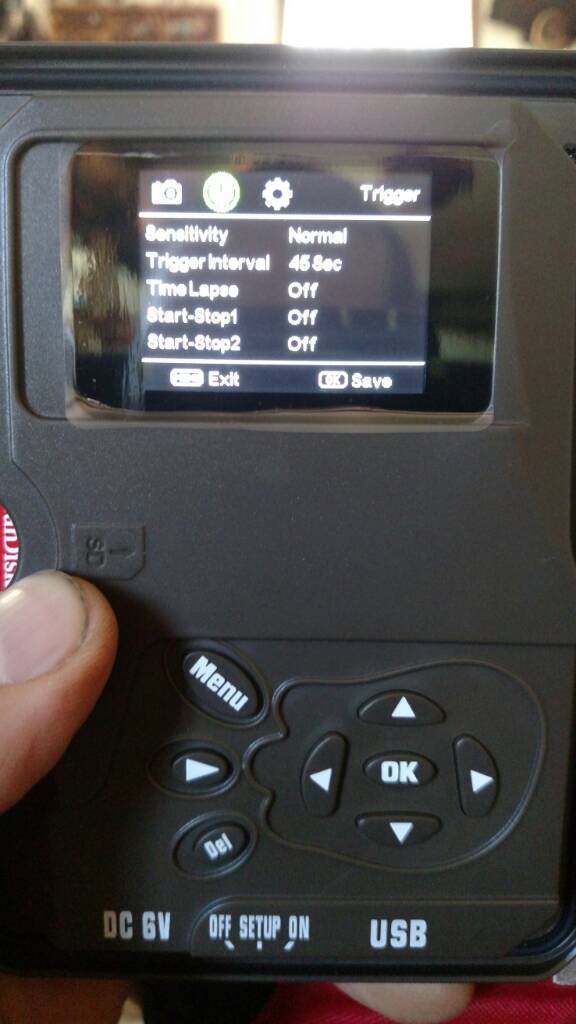 Trigger
Sensitivity Normal
Trigger Interval 45 Sec
Time Lapse Off
Start-Stop1 Off
Start-Stop2 Off
Exit OK Save
SD
Menu
OK
Del
DC 6V OFF SETUP ON USB